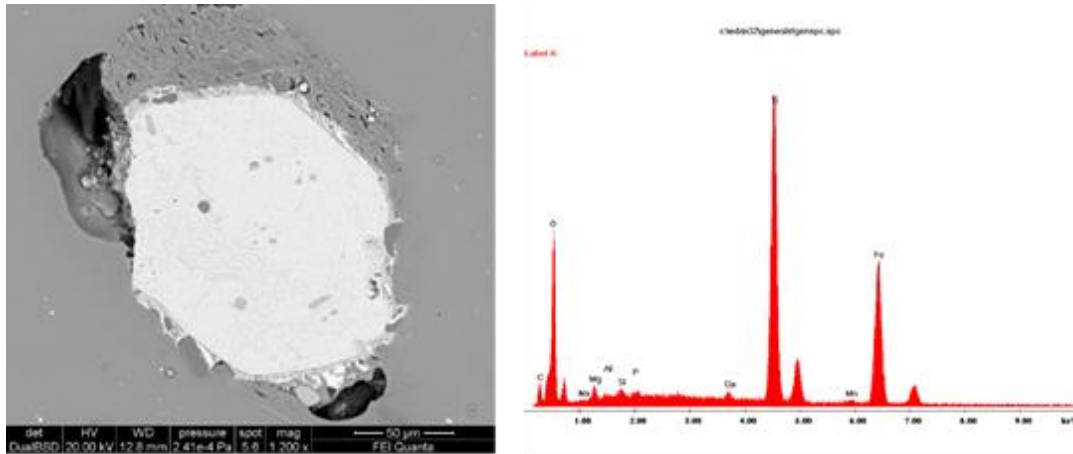 det HV WD pressure spot mag
DualBSD 20.00 kV 12.8 mm 2.41e-4 Pa 5.6 1 200 x FEI Quanta
50 µm
Label A:
Ti
O
Fe
C
Na
Mg
Al
Si
P
Ca
Mn
1.00 2.00 3.00 4.00 5.00 6.00 7.00 8.00 9.00